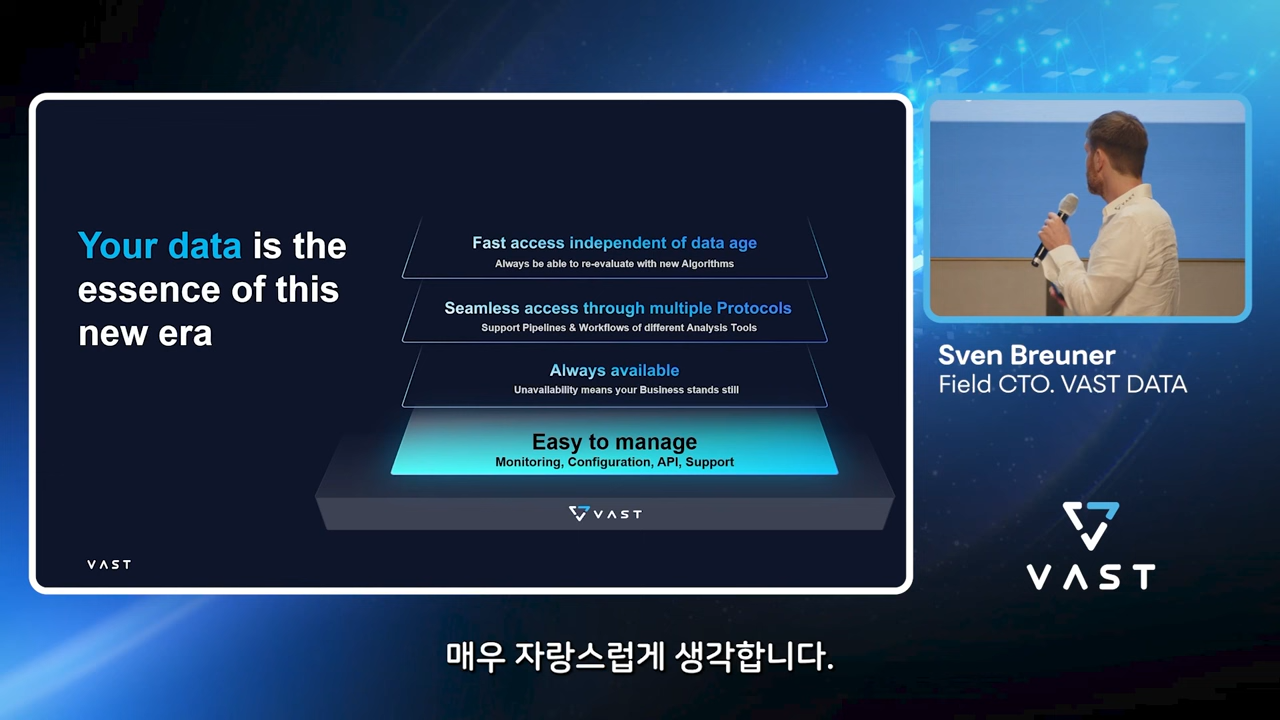 Your data is the
essence of this
new era
Fast access independent of data age
Always be able to re-evaluate with new Algorithms
Seamless access through multiple Protocols
Support Pipelines & Workflows of different Analysis Tools
Always available
Unavailability means your Business stands still
Easy to manage
Monitoring, Configuration, API, Support
VAST
VAST
Sven Breuner
Field CTO. VAST DATA
VAST
매우 자랑스럽게 생각합니다.